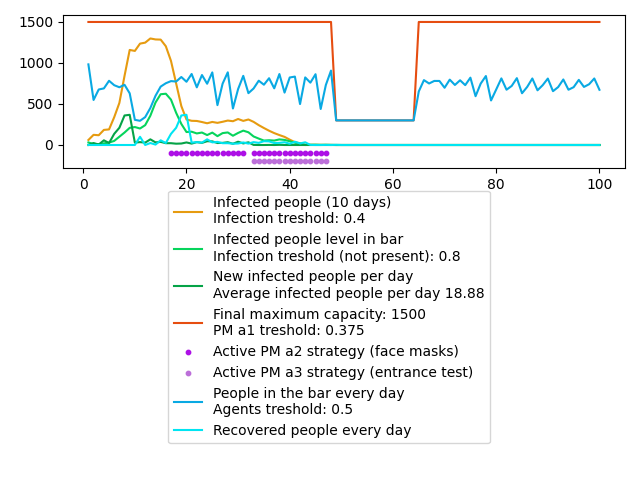 1500
1000
500
0
0 20 40 60 80 100
Infected people (10 days)
Infection treshold: 0.4
Infected people level in bar
Infection treshold (not present): 0.8
New infected people per day
Average infected people per day 18.88
Final maximum capacity: 1500
PM a1 treshold: 0.375
Active PM a2 strategy (face masks)
Active PM a3 strategy (entrance test)
People in the bar every day
Agents treshold: 0.5
Recovered people every day